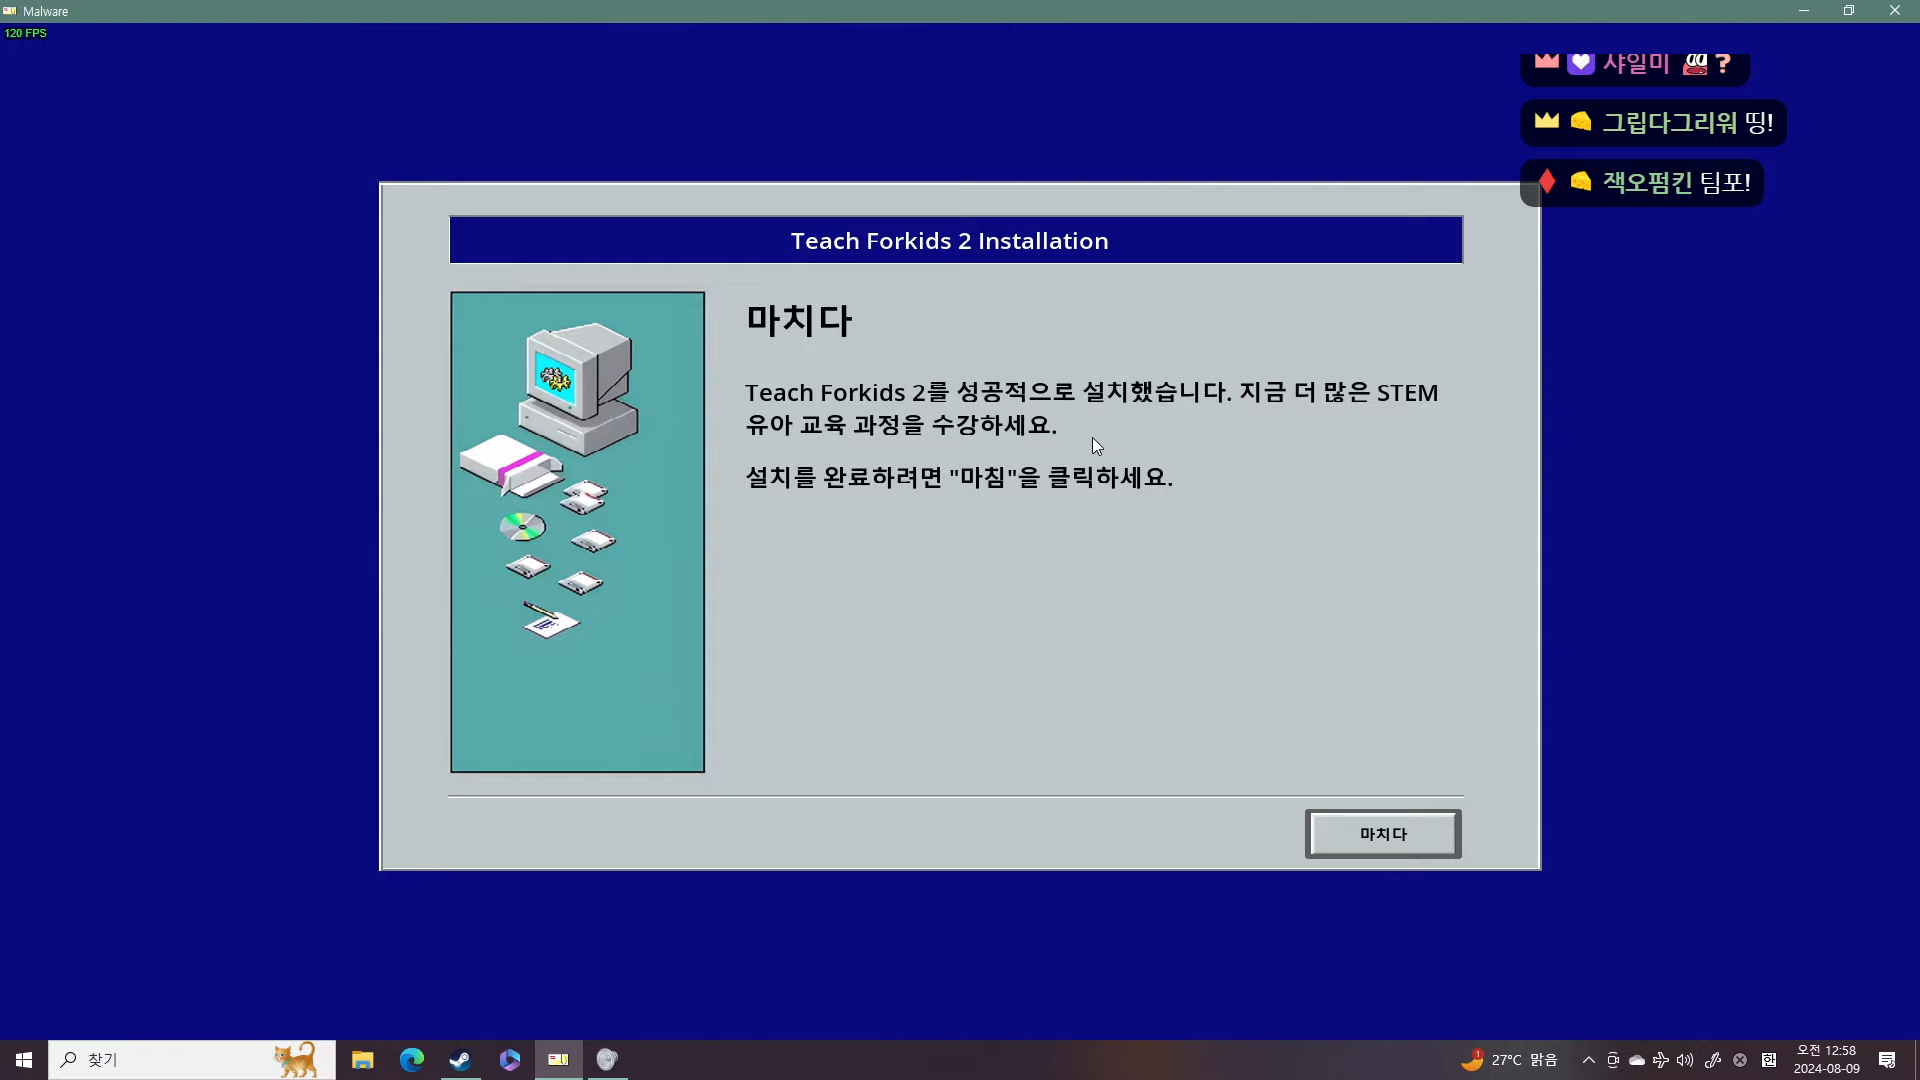 Malware
120 FPS
샤일미 ?
그립다그리워 띵!
잭오펌킨 팀포!
Teach Forkids 2 Installation
마치다
Teach Forkids 2를 성공적으로 설치했습니다. 지금 더 많은 STEM
유아 교육 과정을 수강하세요.
설치를 완료하려면 "마침"을 클릭하세요.
마치다
찾기
1
27°C 맑음
한
오전 12:58
2024-08-09